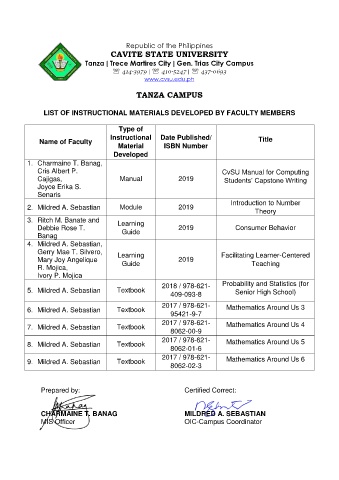 Republic of the Philippines
CAVITE STATE UNIVERSITY
Tanza | Trece Martires City | Gen. Trias City Campus
☏ 414-3979 | ☏ 410-5247 | ☏ 437-0693
www.cvsu.edu.ph
TANZA CAMPUS
LIST OF INSTRUCTIONAL MATERIALS DEVELOPED BY FACULTY MEMBERS
Name of Faculty
Type of
Instructional
Material
Developed
Date Published/
ISBN Number
Title
1. Charmaine T. Banag,
Cris Albert P.
Cajigas,
Joyce Erika S.
Senaris
Manual
2019
CvSU Manual for Computing
Students' Capstone Writing
2. Mildred A. Sebastian
Module
2019
Introduction to Number
Theory
3. Ritch M. Banate and
Debbie Rose T.
Banag
Learning
Guide
2019
Consumer Behavior
4. Mildred A. Sebastian,
Gerry Mae T. Silvero,
Mary Joy Angelique
R. Mojica,
Ivory P. Mojica
Learning
Guide
2019
Facilitating Learner-Centered
Teaching
5. Mildred A. Sebastian
Textbook
2018 / 978-621-
409-093-8
Probability and Statistics (for
Senior High School)
6. Mildred A. Sebastian
Textbook
2017 / 978-621-
95421-9-7
Mathematics Around Us 3
7. Mildred A. Sebastian
Textbook
2017 / 978-621-
8062-00-9
Mathematics Around Us 4
8. Mildred A. Sebastian
Textbook
2017 / 978-621-
8062-01-6
Mathematics Around Us 5
9. Mildred A. Sebastian
Textbook
2017 / 978-621-
8062-02-3
Mathematics Around Us 6
Prepared by:
CHARMAINE T. BANAG
MIS Officer
Certified Correct:
MILDRED A. SEBASTIAN
OIC-Campus Coordinator